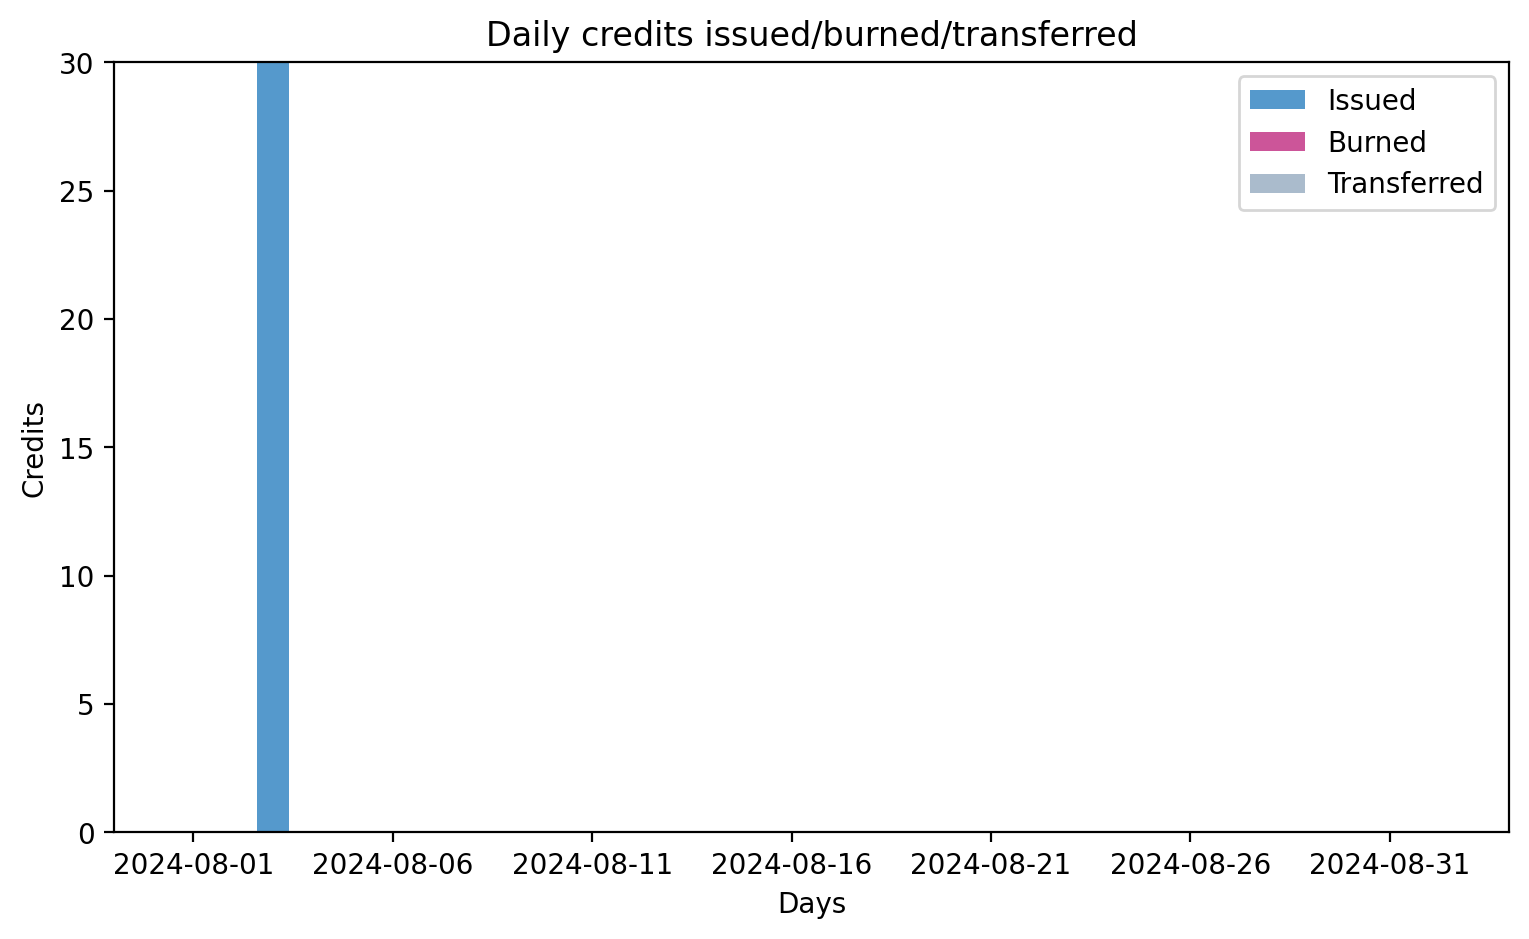 Daily credits issued/burned/transferred
30
25
20
15
10
5
0
Credits
Issued
Burned
Transferred
2024-08-01 2024-08-06 2024-08-11 2024-08-16 2024-08-21 2024-08-26 2024-08-31
Days